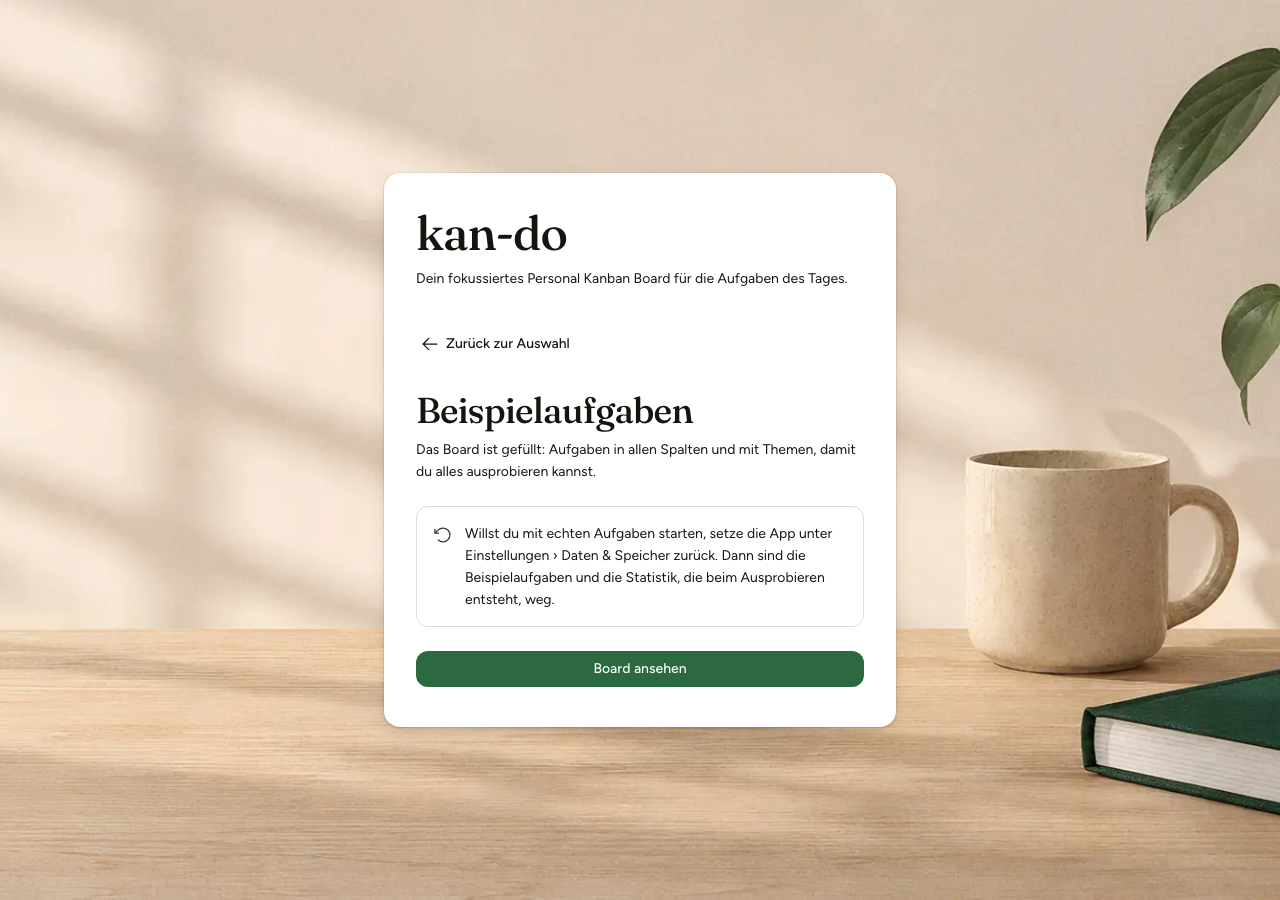 kan-do
Dein fokussiertes Personal Kanban Board für die Aufgaben des Tages.
Zurück zur Auswahl
Beispielaufgaben
Das Board ist gefüllt: Aufgaben in allen Spalten und mit Themen, damit
du alles ausprobieren kannst.
Willst du mit echten Aufgaben starten, setze die App unter
Einstellungen › Daten & Speicher zurück. Dann sind die
Beispielaufgaben und die Statistik, die beim Ausprobieren
entsteht, weg.
Board ansehen